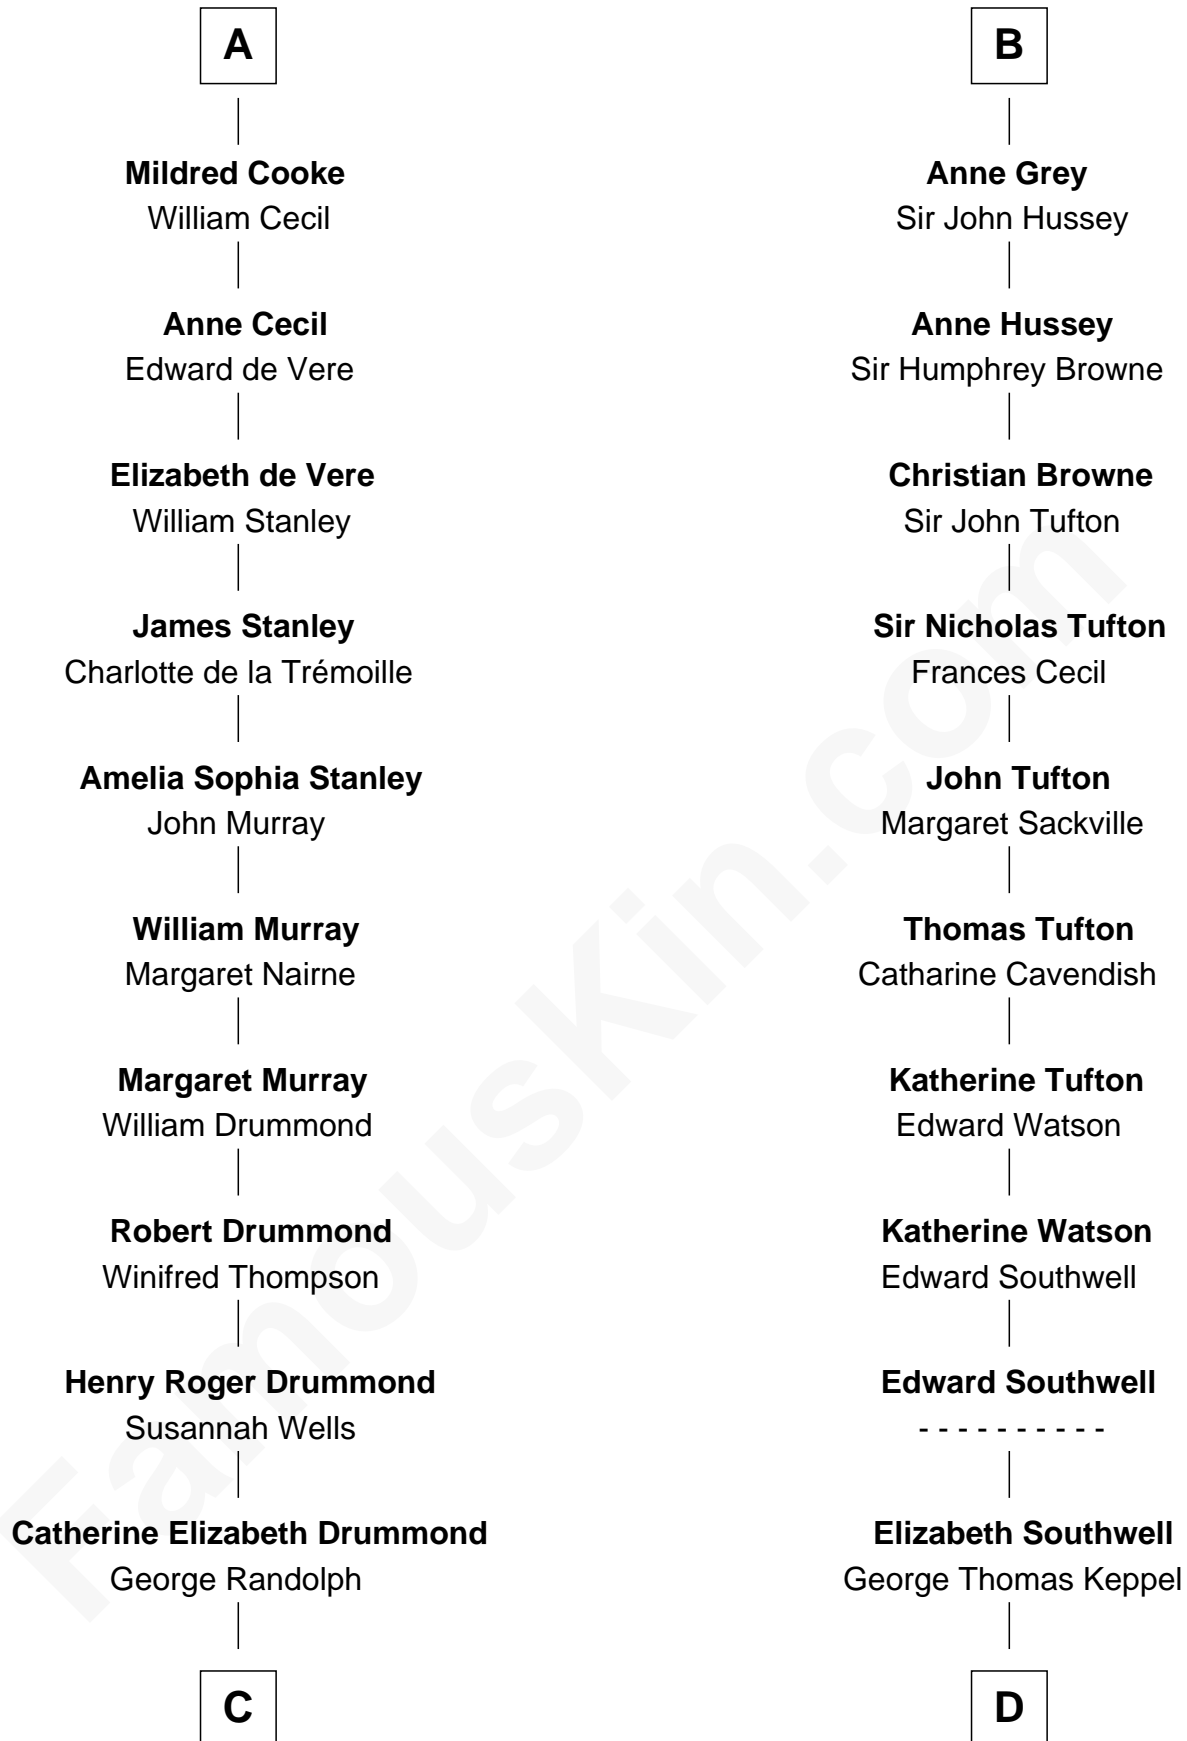 A
Mildred Cooke
William Cecil
Anne Cecil
Edward de Vere
Elizabeth de Vere
William Stanley
James Stanley
Charlotte de la Trémoille
Amelia Sophia Stanley
John Murray
William Murray
Margaret Nairne
Margaret Murray
William Drummond
Robert Drummond
Winifred Thompson
Henry Roger Drummond
Susannah Wells
Catherine Elizabeth Drummond
George Randolph
C
B
Anne Grey
Sir John Hussey
Anne Hussey
Sir Humphrey Browne
Christian Browne
Sir John Tufton
Sir Nicholas Tufton
Frances Cecil
John Tufton
Margaret Sackville
Thomas Tufton
Catharine Cavendish
Katherine Tufton
Edward Watson
Katherine Watson
Edward Southwell
Edward Southwell
- - - - - - - - - -
Elizabeth Southwell
George Thomas Keppel
D
FamousKin.com